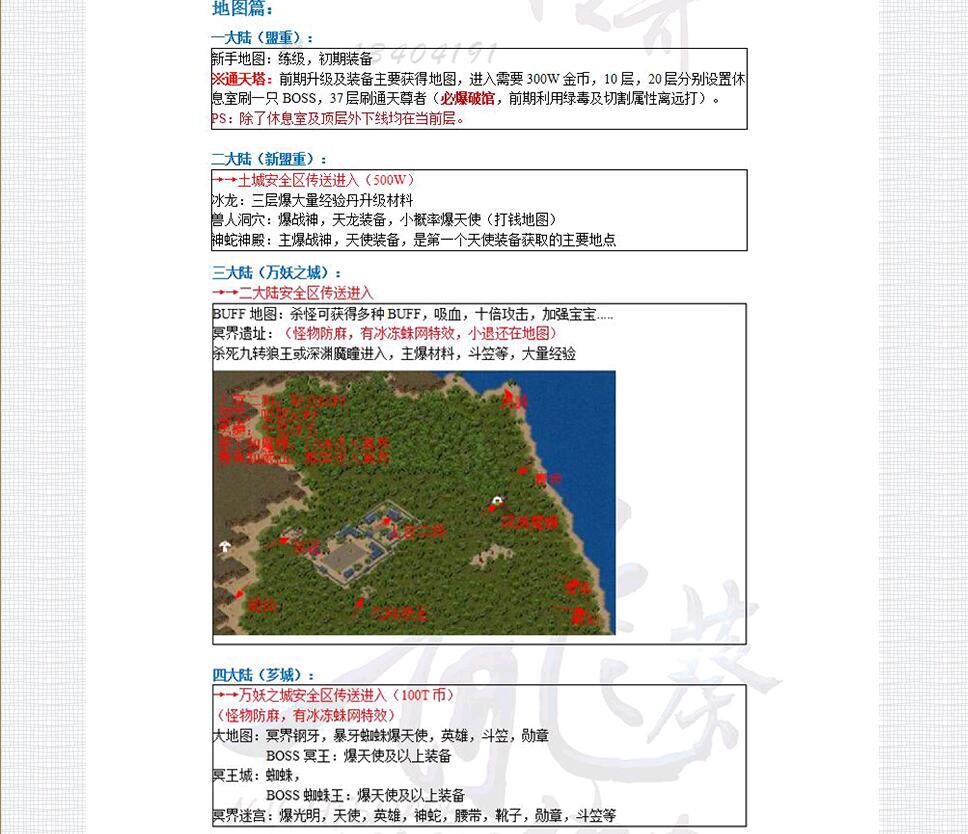 地图篇：
一大陆（盟重）：
新手地图：练级，初期装备
※通天塔：前期升级及装备主要获得地图，进入需要 300W 金币，10 层，20 层分别设置休
息室刷一只 BOSS，37 层刷通天尊者（必爆破馆，前期利用绿毒及切割属性离远打）。
PS：除了休息室及顶层外下线均在当前层。
二大陆（新盟重）：
→→土城安全区传送进入（500W）
冰龙：三层爆大量经验丹升级材料
兽人洞穴：爆战神，天龙装备，小概率爆天使（打钱地图）
神蛇神殿：主爆战神，天使装备，是第一个天使装备获取的主要地点
三大陆（万妖之城）：
→→二大陆安全区传送进入
BUFF 地图：杀怪可获得多种 BUFF，吸血，十倍攻击，加强宝宝.....
冥界遗址：（怪物防麻，有冰冻蛛网特效，小退还在地图）
杀死九转狼王或深渊魔瞳进入，主爆材料，斗笠等，大量经验
四大陆（芗城）：
→→万妖之城安全区传送进入（100T 币）
（怪物防麻，有冰冻蛛网特效）
大地图：冥界钢牙，暴牙蜘蛛爆天使，英雄，斗笠，勋章
BOSS 冥王：爆天使及以上装备
冥王城：蜘蛛，
BOSS 蜘蛛王：爆天使及以上装备
冥界迷宫：爆光明，天使，英雄，神蛇，腰带，靴子，勋章，斗笠等